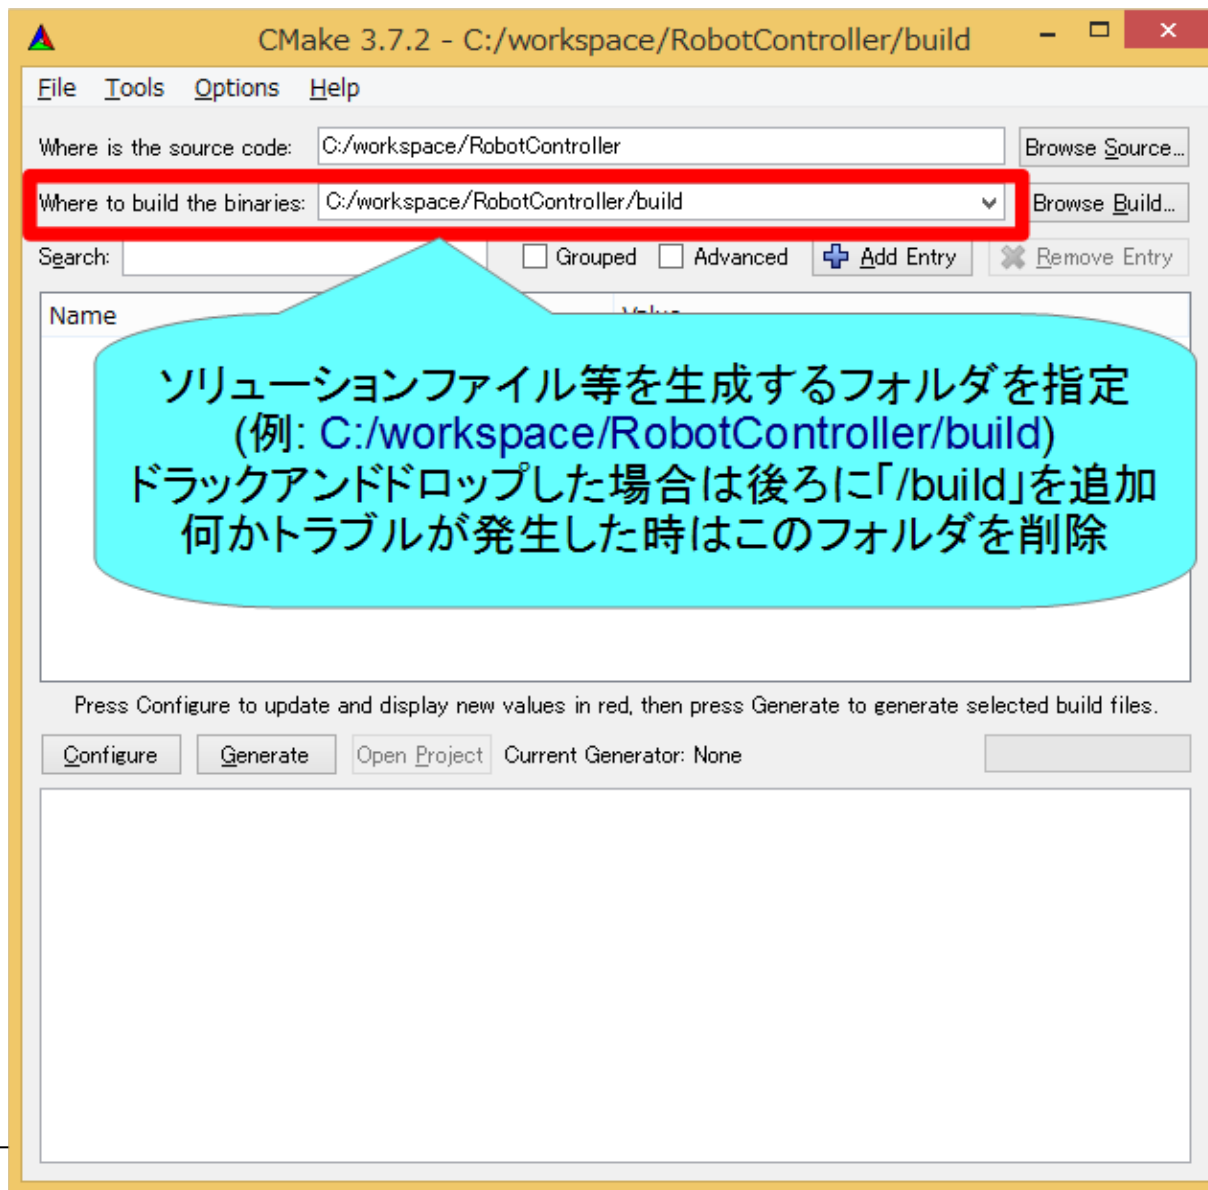 CMake 3.7.2 - C:/workspace/RobotController/build
File Tools Options Help
Where is the source code: C:/workspace/RobotController Browse Source...
Where to build the binaries: C:/workspace/RobotController/build Browse Build...
Search: Grouped Advanced Add Entry Remove Entry
Name Value
ソリューションファイル等を生成するフォルダを指定
(例: C:/workspace/RobotController/build)
ドラックアンドドロップした場合は後ろに「/build」を追加
何かトラブルが発生した時はこのフォルダを削除
Press Configure to update and display new values in red, then press Generate to generate selected build files.
Configure Generate Open Project Current Generator: None